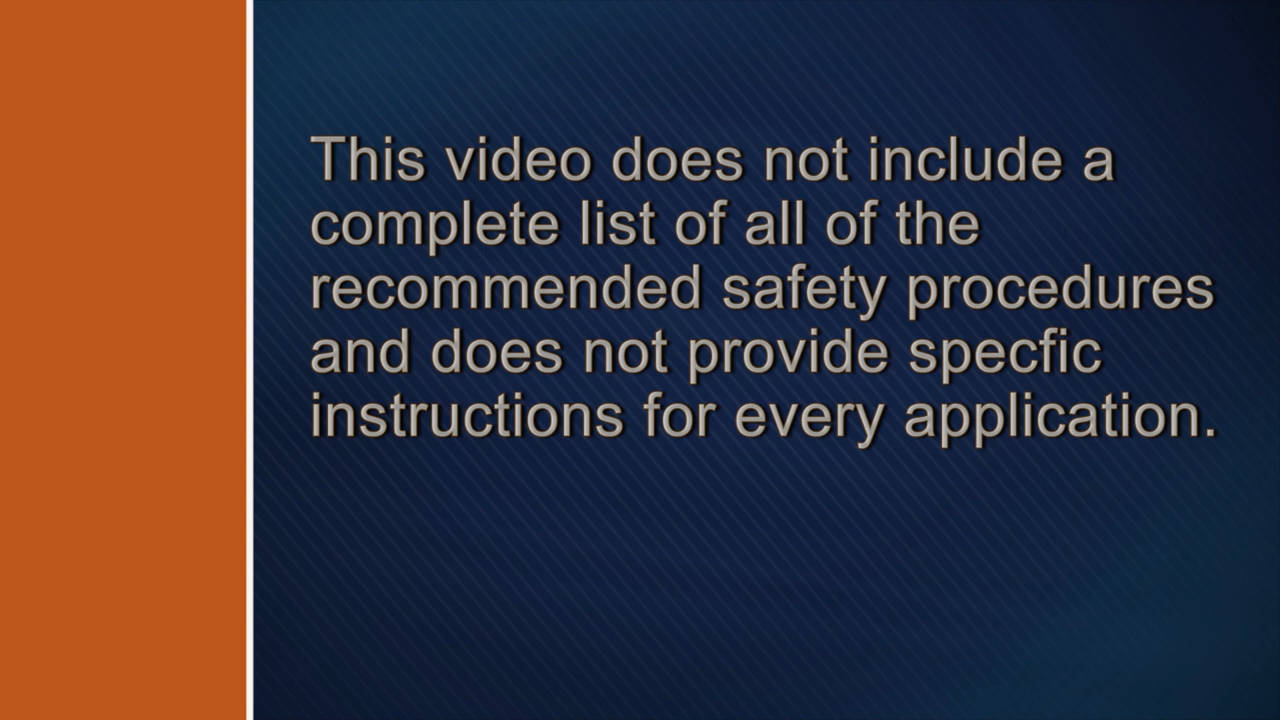 This video does not include a
complete list of all of the
recommended safety procedures
and does not provide specfic
instructions for every application.